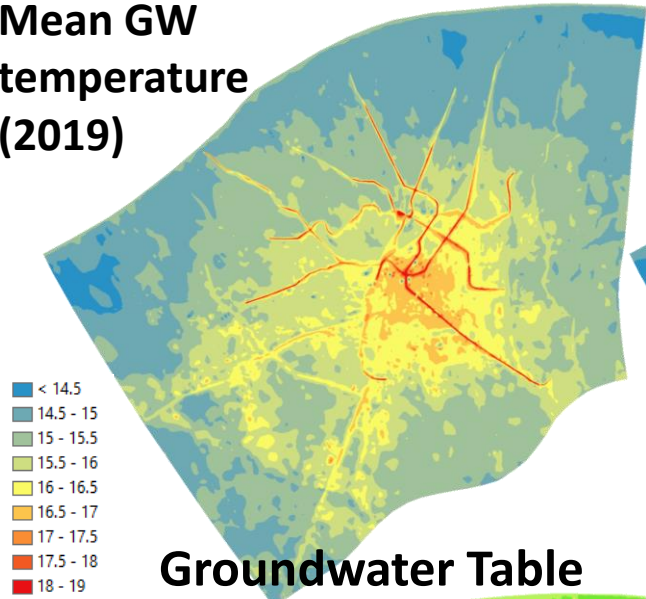 Mean GW
temperature
(2019)
< 14.5
14.5 - 15
15 - 15.5
15.5 - 16
16 - 16.5
16.5 - 17
17 - 17.5
17.5 - 18
18 - 19
Groundwater Table